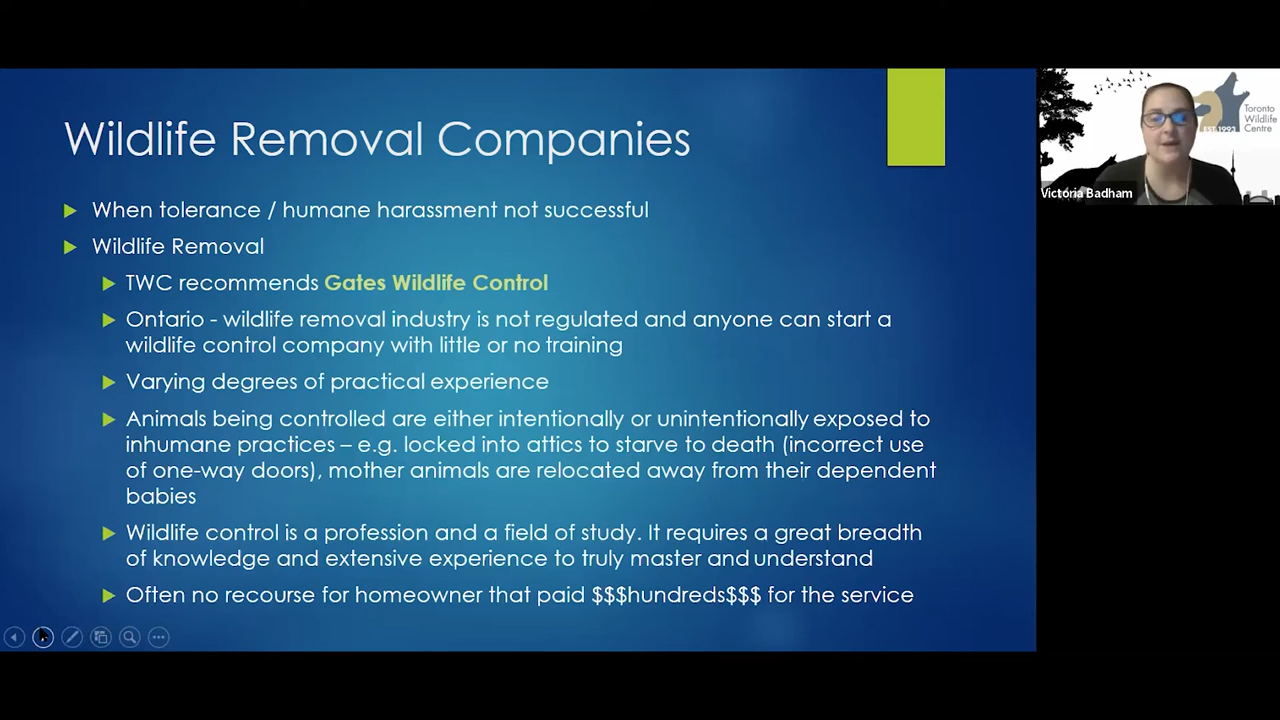 Wildlife Removal Companies
When tolerance / humane harassment not successful
Wildlife Removal
TWC recommends Gates Wildlife Control
Ontario - wildlife removal industry is not regulated and anyone can start a
wildlife control company with little or no training
Varying degrees of practical experience
Animals being controlled are either intentionally or unintentionally exposed to
inhumane practices – e.g. locked into attics to starve to death (incorrect use
of one-way doors), mother animals are relocated away from their dependent
babies
Wildlife control is a profession and a field of study. It requires a great breadth
of knowledge and extensive experience to truly master and understand
Often no recourse for homeowner that paid $$$hundreds$$$ for the service
Toronto
Wildlife
Centre
EST. 1993
Victoria Badham